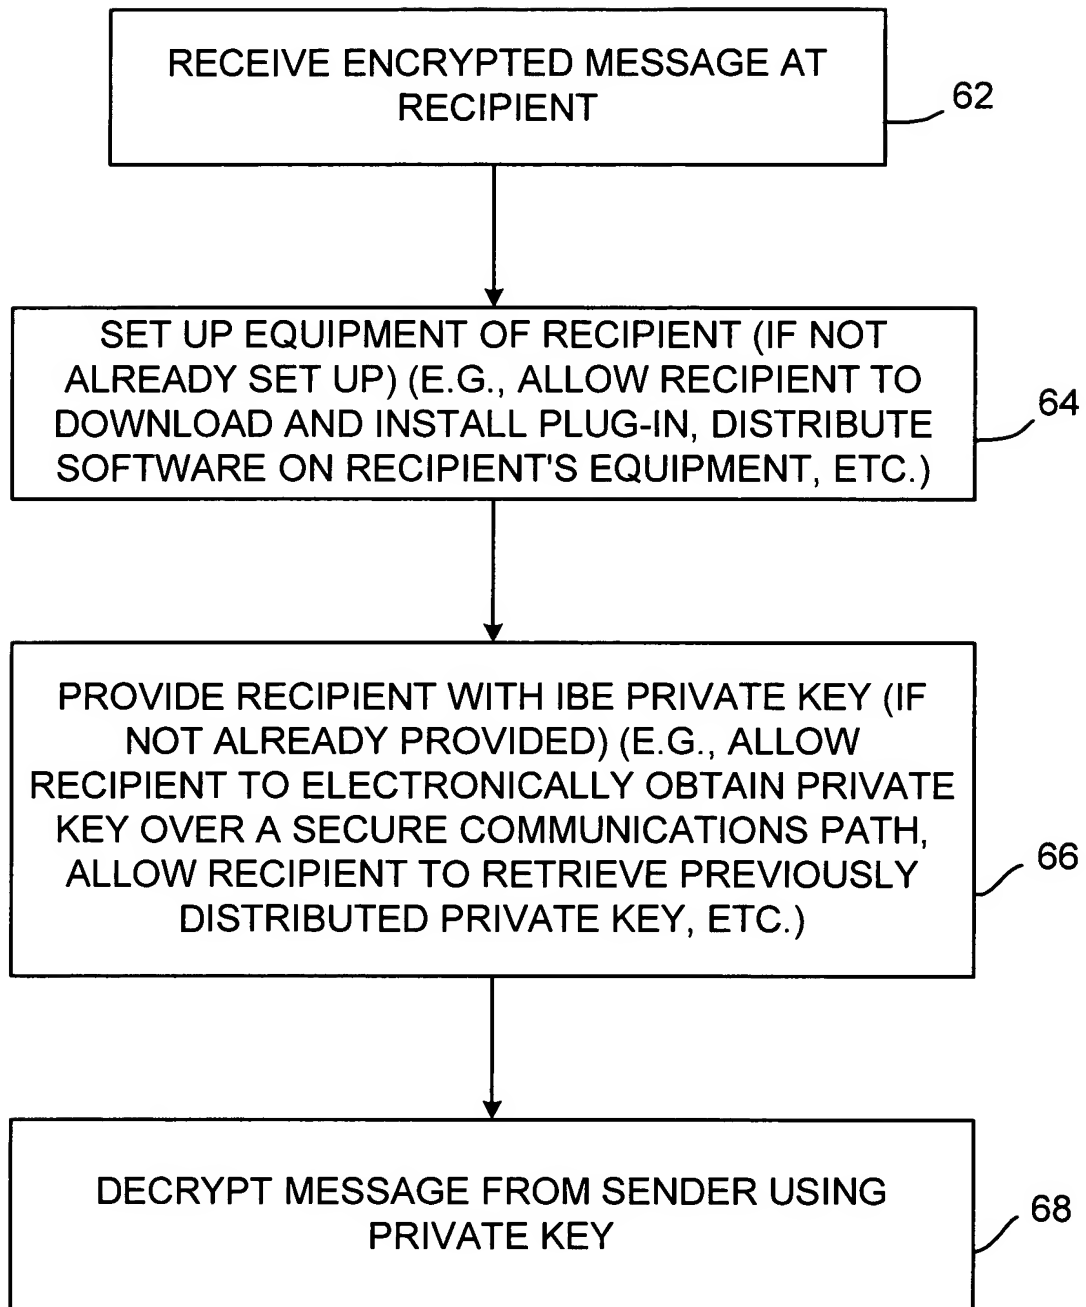 RECEIVE ENCRYPTED MESSAGE AT
RECIPIENT
62
SET UP EQUIPMENT OF RECIPIENT (IF NOT
ALREADY SET UP) (E.G., ALLOW RECIPIENT TO
DOWNLOAD AND INSTALL PLUG-IN, DISTRIBUTE
SOFTWARE ON RECIPIENT'S EQUIPMENT, ETC.)
64
PROVIDE RECIPIENT WITH IBE PRIVATE KEY (IF
NOT ALREADY PROVIDED) (E.G., ALLOW
RECIPIENT TO ELECTRONICALLY OBTAIN PRIVATE
KEY OVER A SECURE COMMUNICATIONS PATH,
ALLOW RECIPIENT TO RETRIEVE PREVIOUSLY
DISTRIBUTED PRIVATE KEY, ETC.)
66
DECRYPT MESSAGE FROM SENDER USING
PRIVATE KEY
68